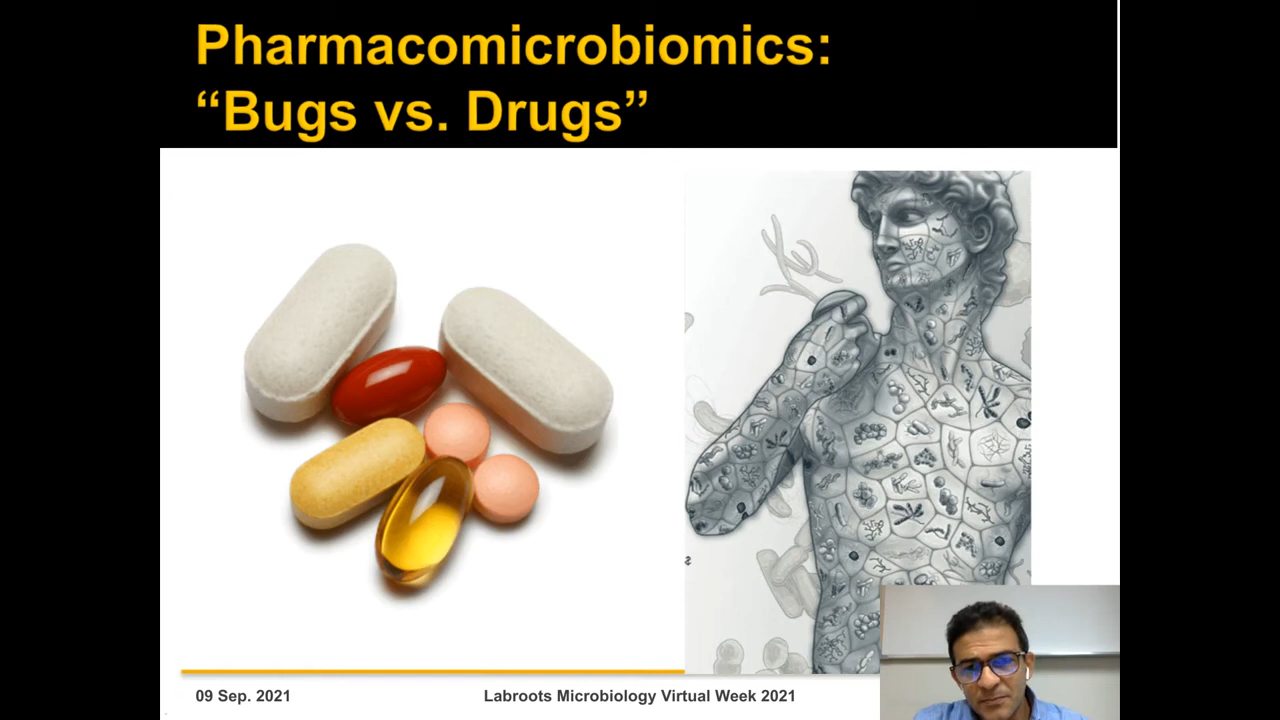 Pharmacomicrobiomics:
“Bugs vs. Drugs”
09 Sep. 2021
Labroots Microbiology Virtual Week 2021